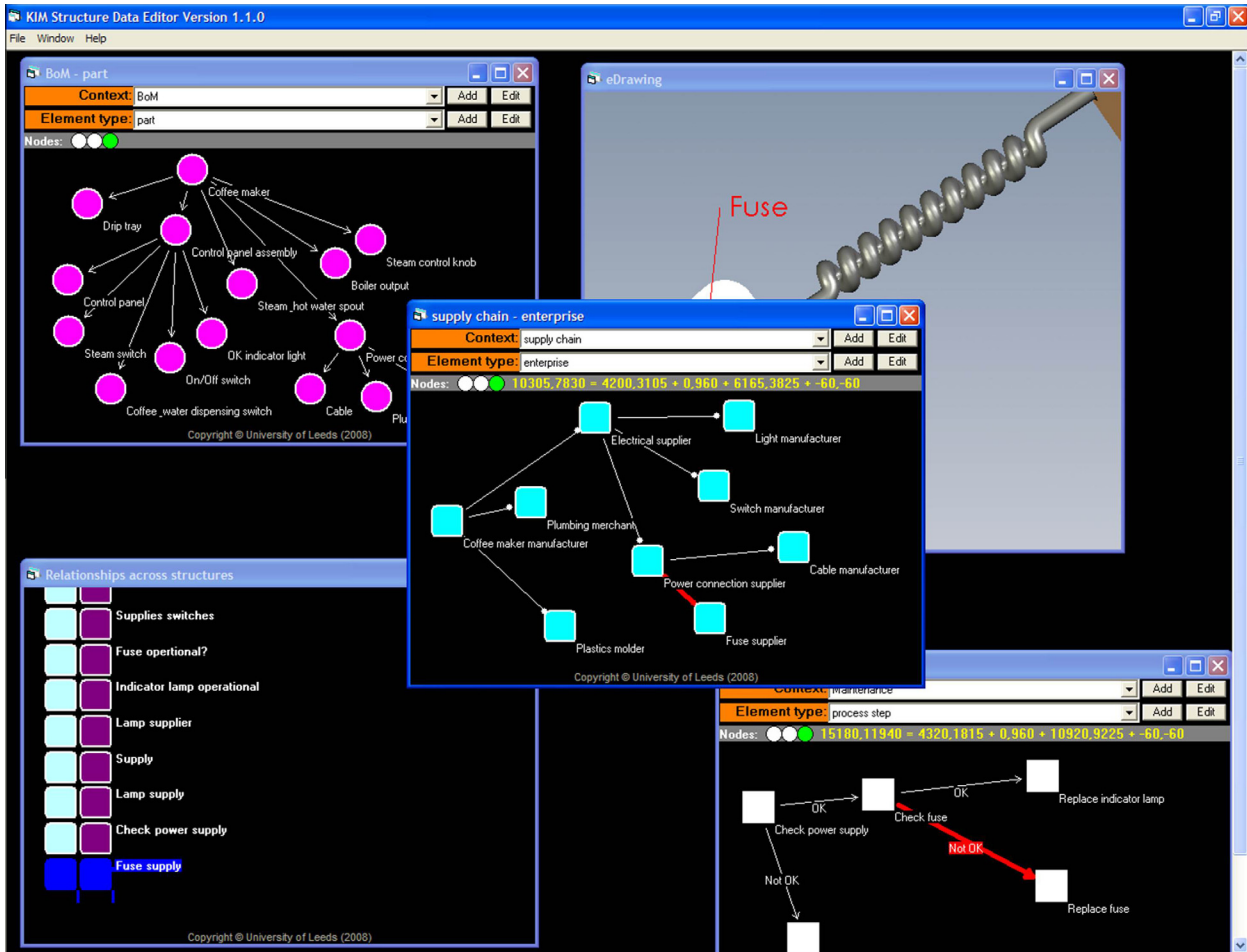 KIM Structure Data Editor Version 1.1.0
File Window Help
BoM - part
Context: BoM Add Edit
Element type: part Add Edit
Nodes:
Coffee maker
Drip tray
Control panel assembly
Steam control knob
Boiler output
Steam_hot water spout
Control panel
Steam switch
OK indicator light
On/Off switch
Coffee_water dispensing switch
Cable
Copyright © University of Leeds (2008)
eDrawing
Fuse
supply chain - enterprise
Context: supply chain Add Edit
Element type: enterprise Add Edit
Nodes: 10305,7830 = 4200,3105 + 0,960 + 6165,3825 + -60,-60
Electrical supplier
Light manufacturer
Switch manufacturer
Plumbing merchant
Coffee maker manufacturer
Cable manufacturer
Power connection supplier
Fuse supplier
Plastics molder
Copyright © University of Leeds (2008)
Relationships across structures
Supplies switches
Fuse opertional?
Indicator lamp operational
Lamp supplier
Supply
Lamp supply
Check power supply
Fuse supply
Copyright © University of Leeds (2008)
Context: Maintenance Add Edit
Element type: process step Add Edit
Nodes: 15180,11940 = 4320,1815 + 0,960 + 10920,9225 + -60,-60
OK
OK
Replace indicator lamp
Check fuse
Check power supply
Not OK
Not OK
Replace fuse